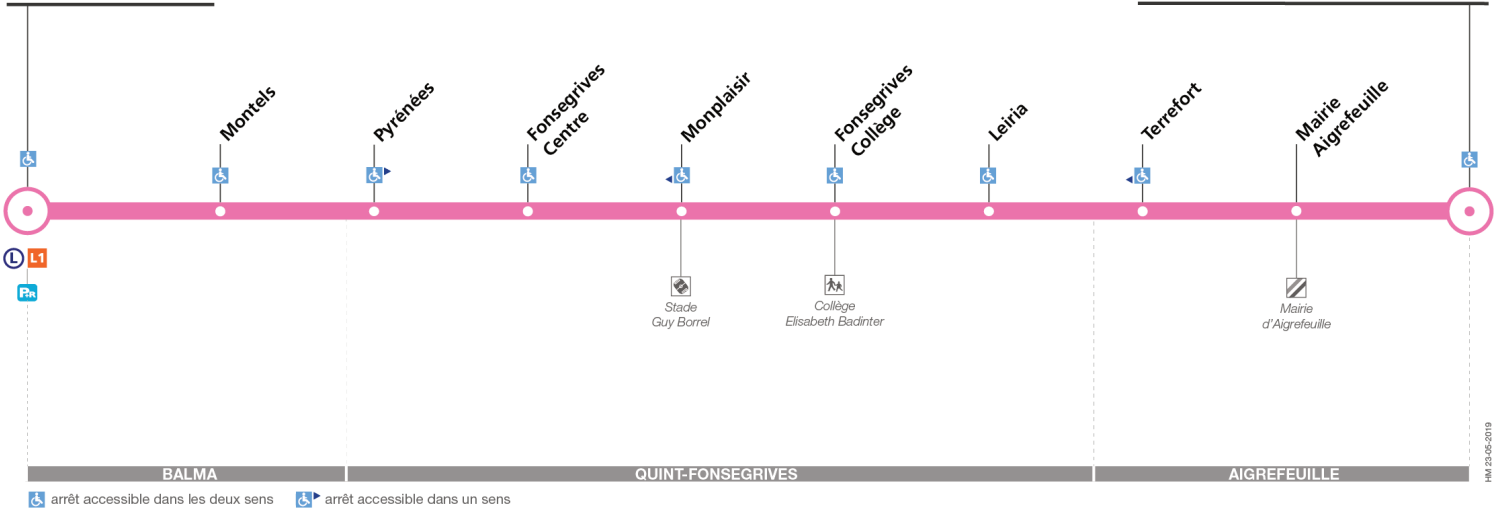 Montels
Pyrénées
Fonsegrives
Centre
Monplaisir
Fonsegrives
Collège
Leiria
Terrefort
Mairie
Aigrefeuille
L L1
P+R
Stade
Guy Borrel
Collège
Elisabeth Badinter
Mairie
d'Aigrefeuille
BALMA
QUINT-FONSEGRIVES
AIGREFEUILLE
HM 23-05-2019
arrêt accessible dans les deux sens
arrêt accessible dans un sens